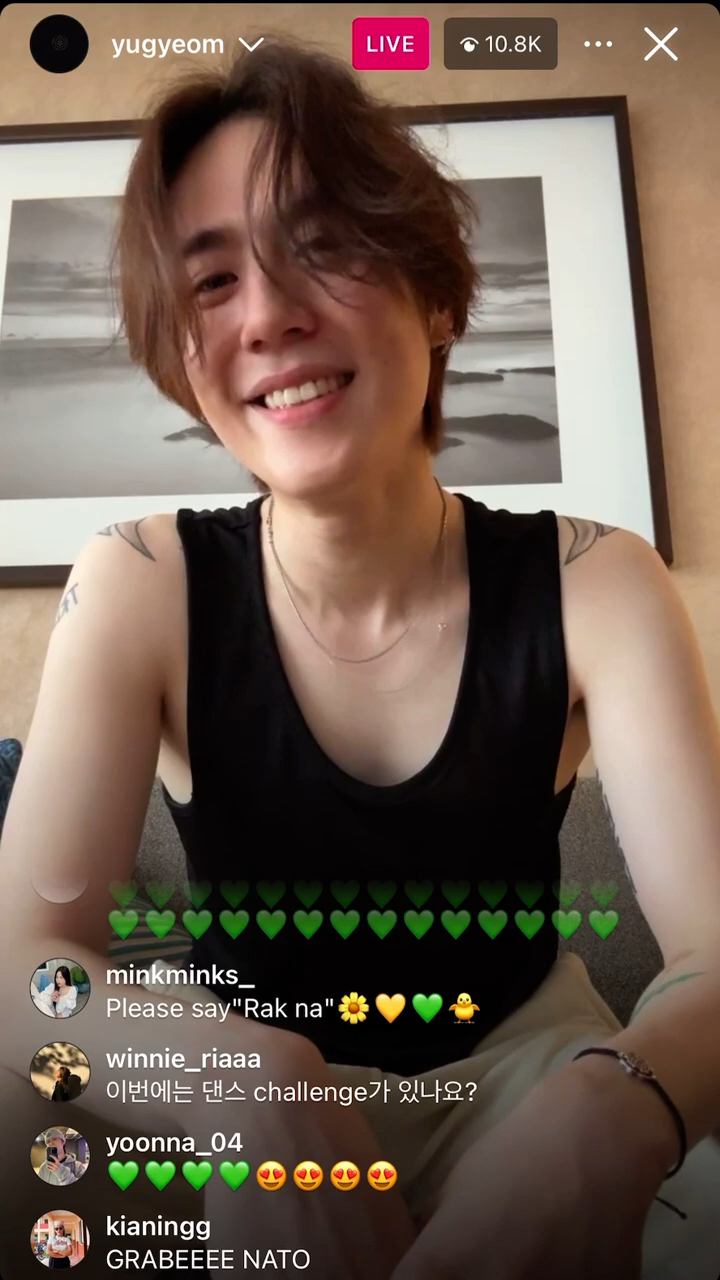 yugyeom
LIVE
10.8K
💚💚💚💚💚💚💚💚💚💚💚💚💚💚
💚💚💚💚💚💚💚💚💚💚💚💚💚💚
minkminks_
Please say"Rak na"🌼💛💚🐥
winnie_riaaa
이번에는 댄스 challenge가 있나요?
yoonna_04
💚💚💚💚😍😍😍😍
kianingg
GRABEEEE NATO